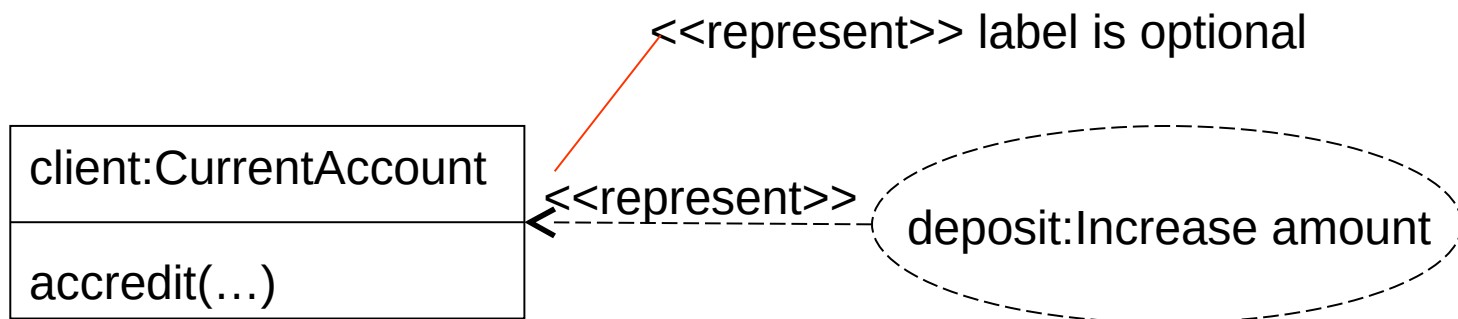 <<represent>> label is optional
client:CurrentAccount
<<represent>>
deposit:Increase amount
accredit(…)